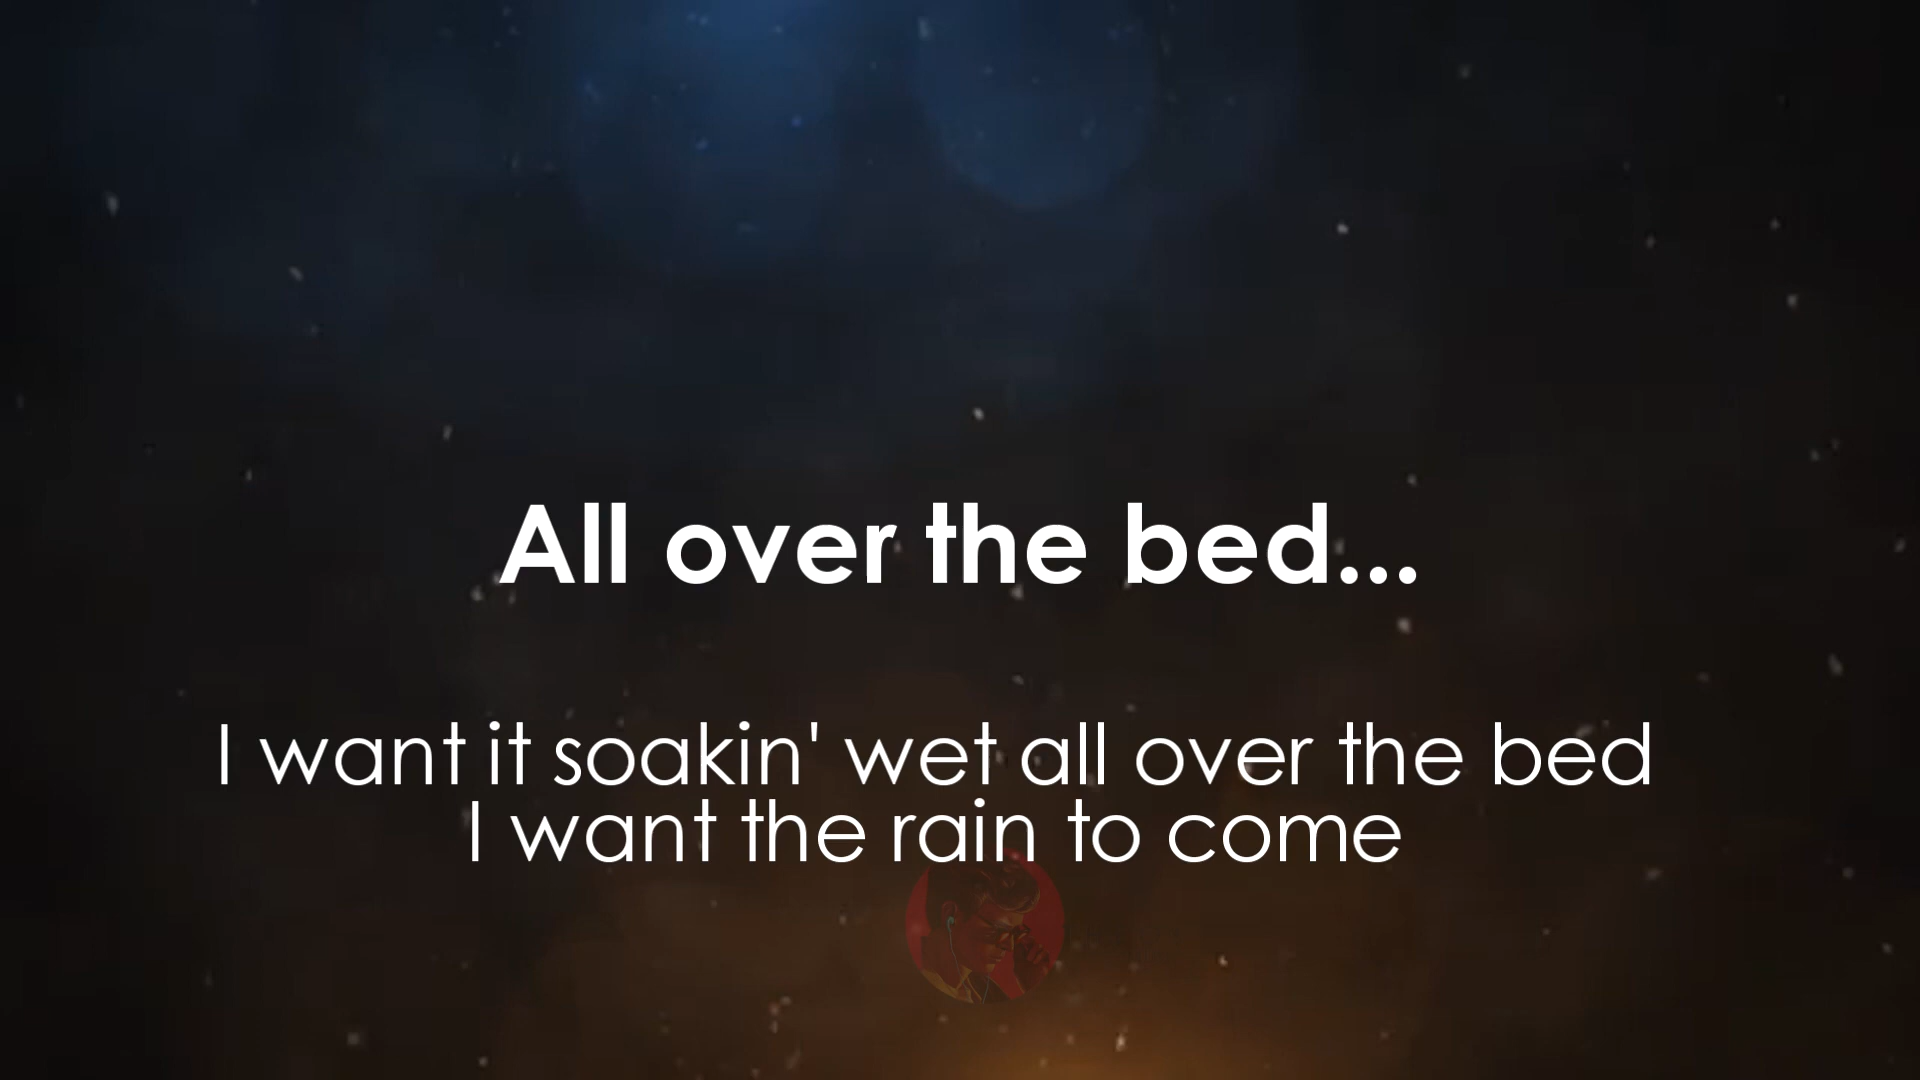 All over the bed...
I want it soakin' wet all over the bed
I want the rain to come